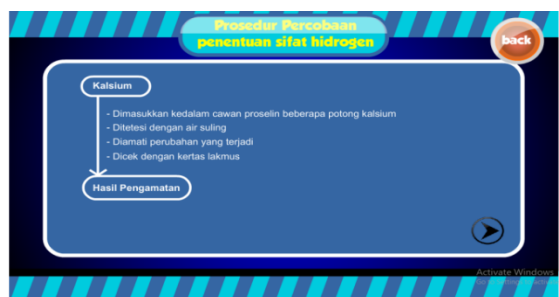 Prosedur Percobaan
penentuan sifat hidrogen
back
Kalsium
- Dimasukkan kedalam cawan proselin beberapa potong kalsium
- Ditetesi dengan air suling
- Diamati perubahan yang terjadi
- Dicek dengan kertas lakmus
Hasil Pengamatan
Activate Windows